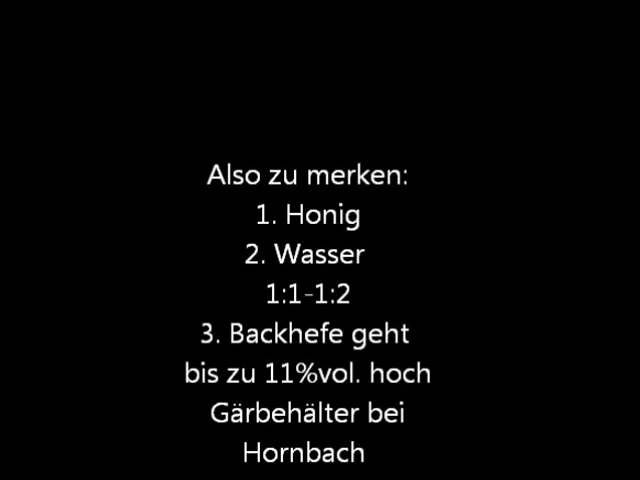 Also zu merken:
1. Honig
2. Wasser
1:1-1:2
3. Backhefe geht
bis zu 11%vol. hoch
Gärbehälter bei
Hornbach